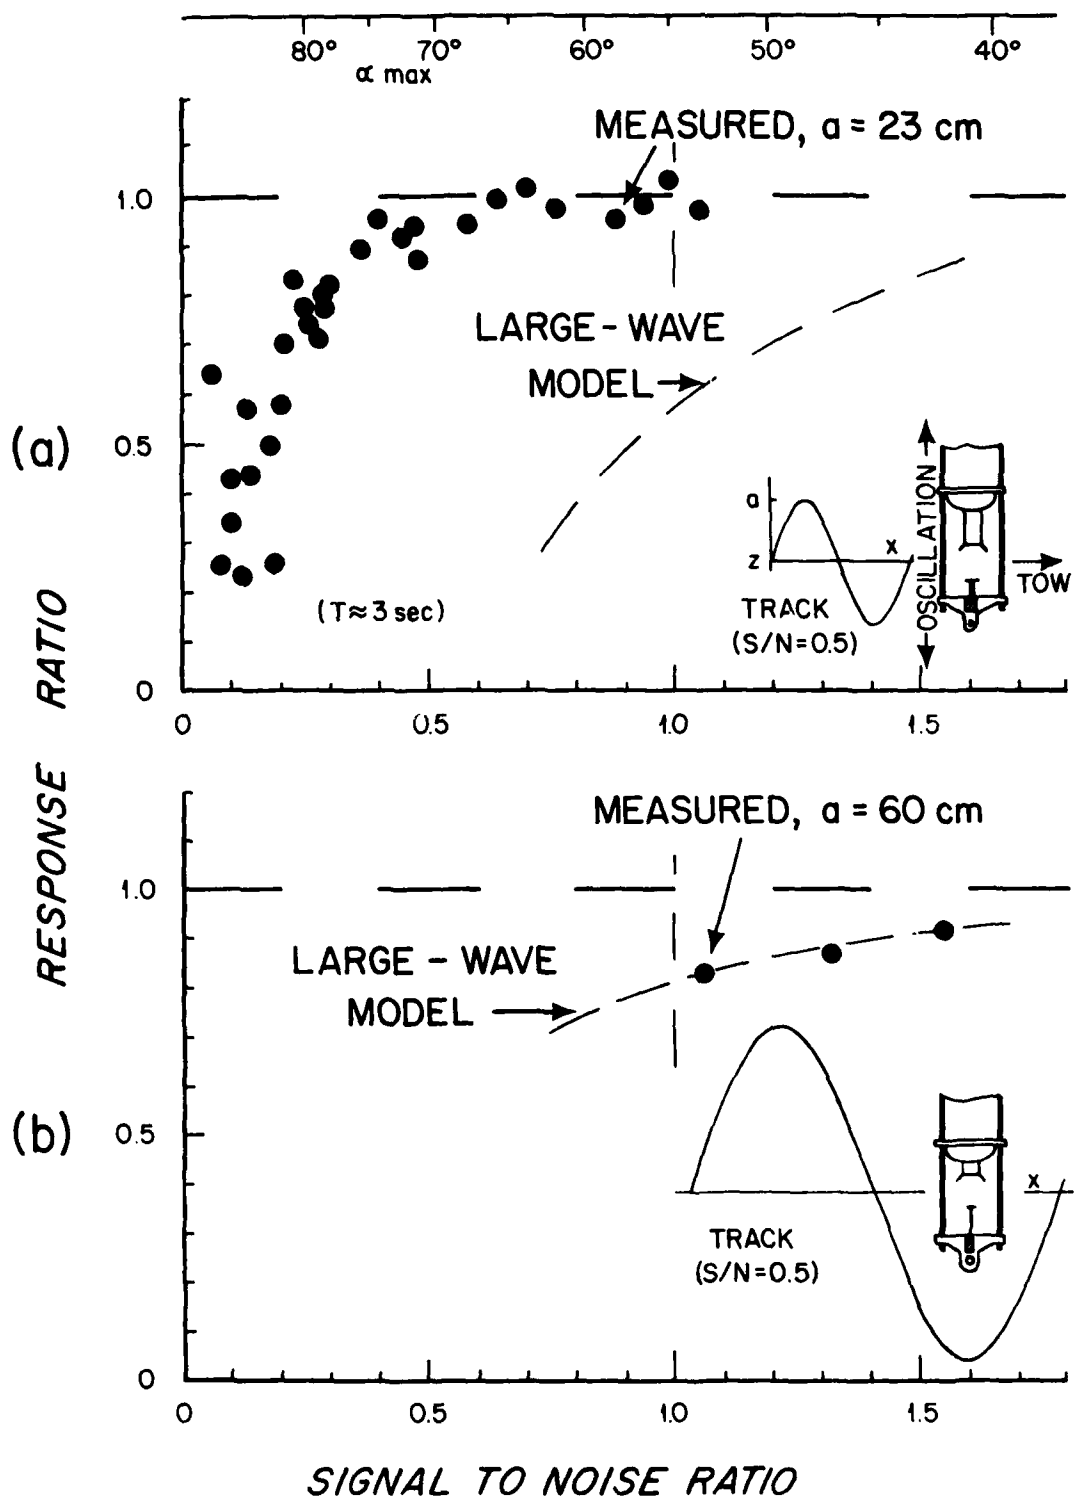 80° 70° 60° 50° 40°
α max
MEASURED, a = 23 cm
1.0
LARGE-WAVE
MODEL
(a)
0.5
a
z
x
OSCILLATION
TOW
TRACK
(S/N=0.5)
(T≈3 sec)
0
0 0.5 1.0 1.5
RESPONSE RATIO
MEASURED, a = 60 cm
1.0
LARGE-WAVE
MODEL
(b)
0.5
x
TRACK
(S/N=0.5)
0
0 0.5 1.0 1.5
SIGNAL TO NOISE RATIO